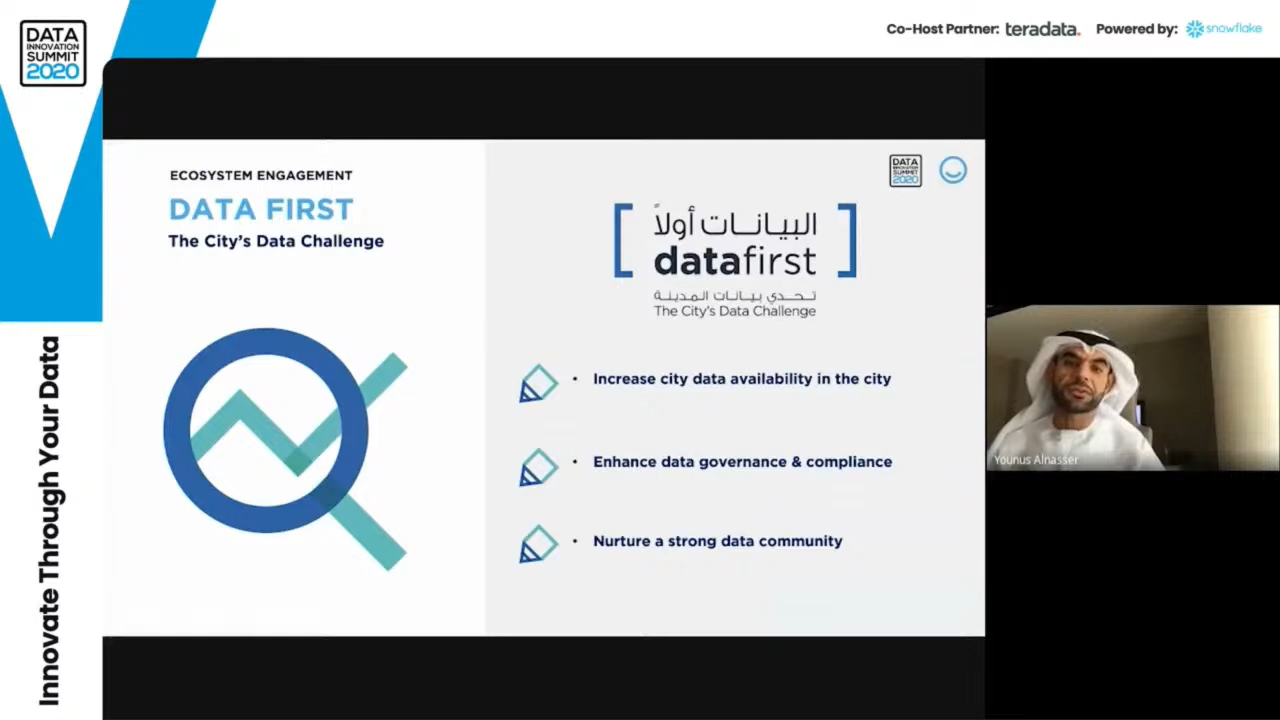 DATA
INNOVATION
SUMMIT
2020
Co-Host Partner: teradata. Powered by: snowflake
Innovate Through Your Data
ECOSYSTEM ENGAGEMENT
DATA FIRST
The City's Data Challenge
DATA
INNOVATION
SUMMIT
2020
البيانات أولاً
datafirst
تحدي بيانات المدينة
The City's Data Challenge
• Increase city data availability in the city
• Enhance data governance & compliance
• Nurture a strong data community
Younus Alnasser